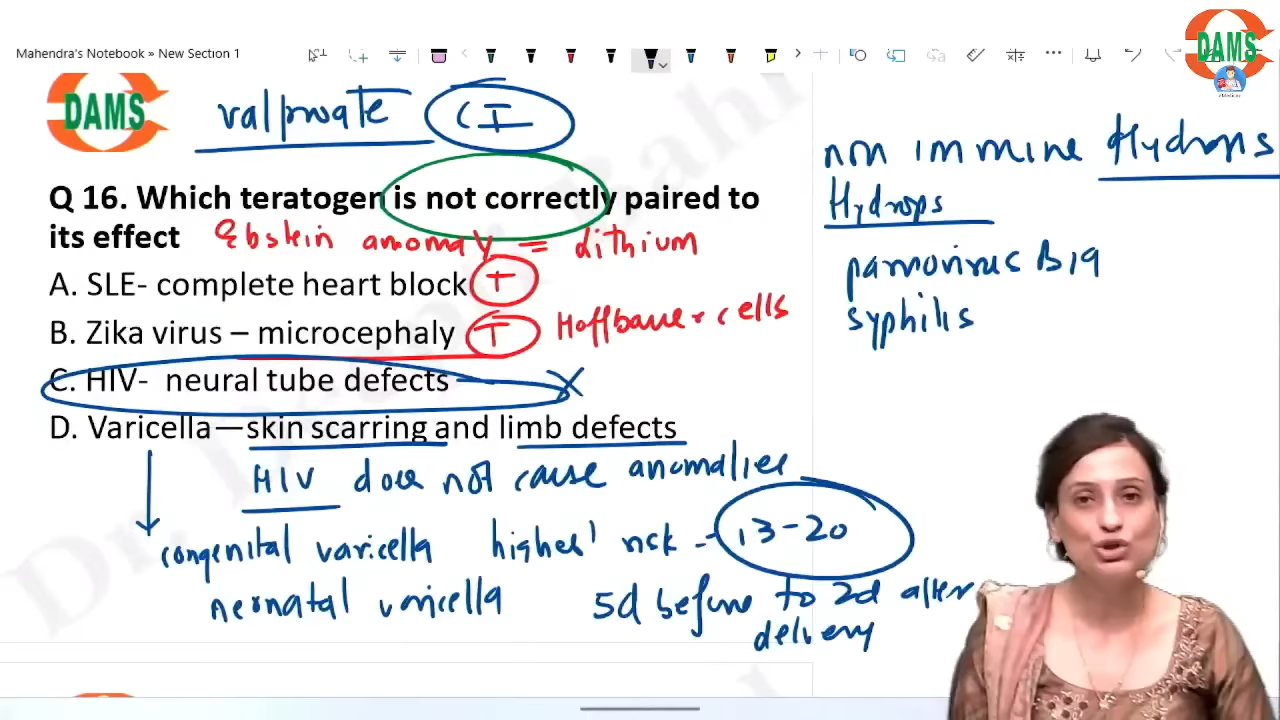 Mahendra's Notebook » New Section 1
DAMS
DAMS
valproate CI
Q 16. Which teratogen is not correctly paired to
its effect Ebstein anomaly = lithium
A. SLE- complete heart block T
B. Zika virus – microcephaly T Hoffbauer cells
C. HIV- neural tube defects X
D. Varicella—skin scarring and limb defects
HIV does not cause anomalies
congenital varicella highest risk - 13-20
neonatal varicella 5d before to 2d after
delivery
non immune Hydrops
Hydrops
parvovirus B19
syphilis